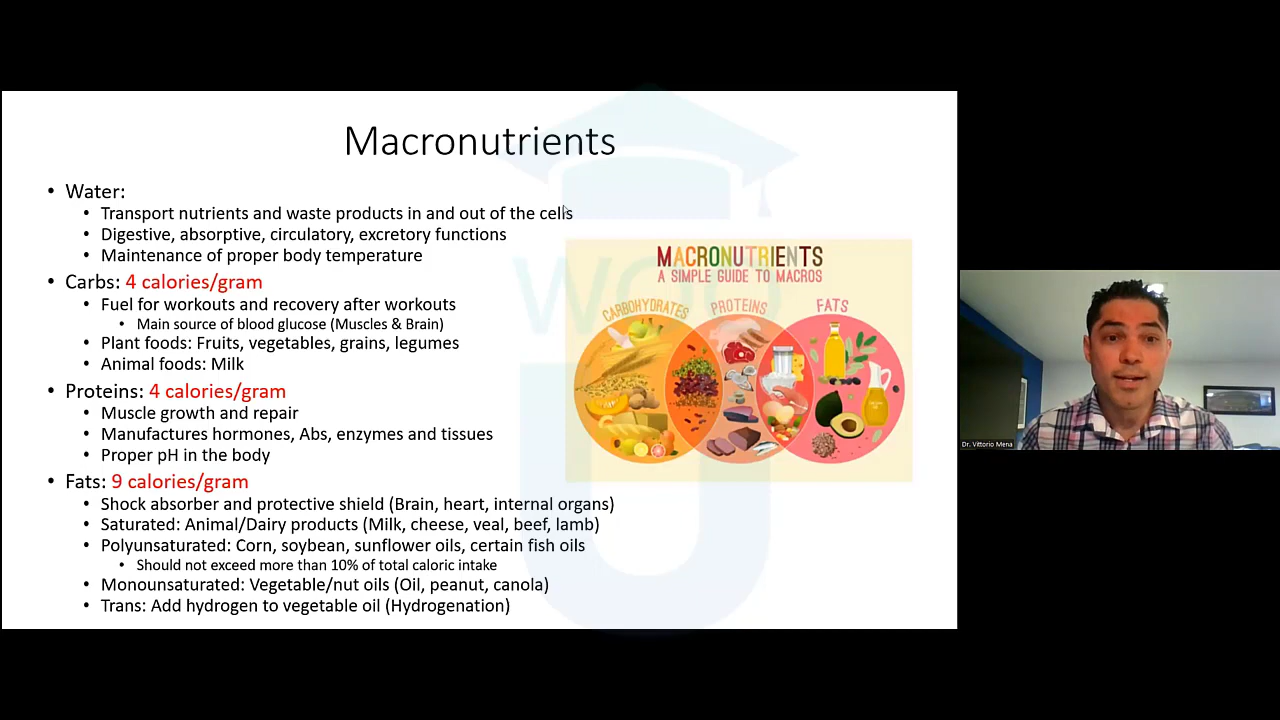 Macronutrients
• Water:
• Transport nutrients and waste products in and out of the cells
• Digestive, absorptive, circulatory, excretory functions
• Maintenance of proper body temperature
• Carbs: 4 calories/gram
• Fuel for workouts and recovery after workouts
• Main source of blood glucose (Muscles & Brain)
• Plant foods: Fruits, vegetables, grains, legumes
• Animal foods: Milk
• Proteins: 4 calories/gram
• Muscle growth and repair
• Manufactures hormones, Abs, enzymes and tissues
• Proper pH in the body
• Fats: 9 calories/gram
• Shock absorber and protective shield (Brain, heart, internal organs)
• Saturated: Animal/Dairy products (Milk, cheese, veal, beef, lamb)
• Polyunsaturated: Corn, soybean, sunflower oils, certain fish oils
• Should not exceed more than 10% of total caloric intake
• Monounsaturated: Vegetable/nut oils (Oil, peanut, canola)
• Trans: Add hydrogen to vegetable oil (Hydrogenation)
MACRONUTRIENTS
A SIMPLE GUIDE TO MACROS
CARBOHYDRATES PROTEINS FATS
Dr. Vittorio Mena